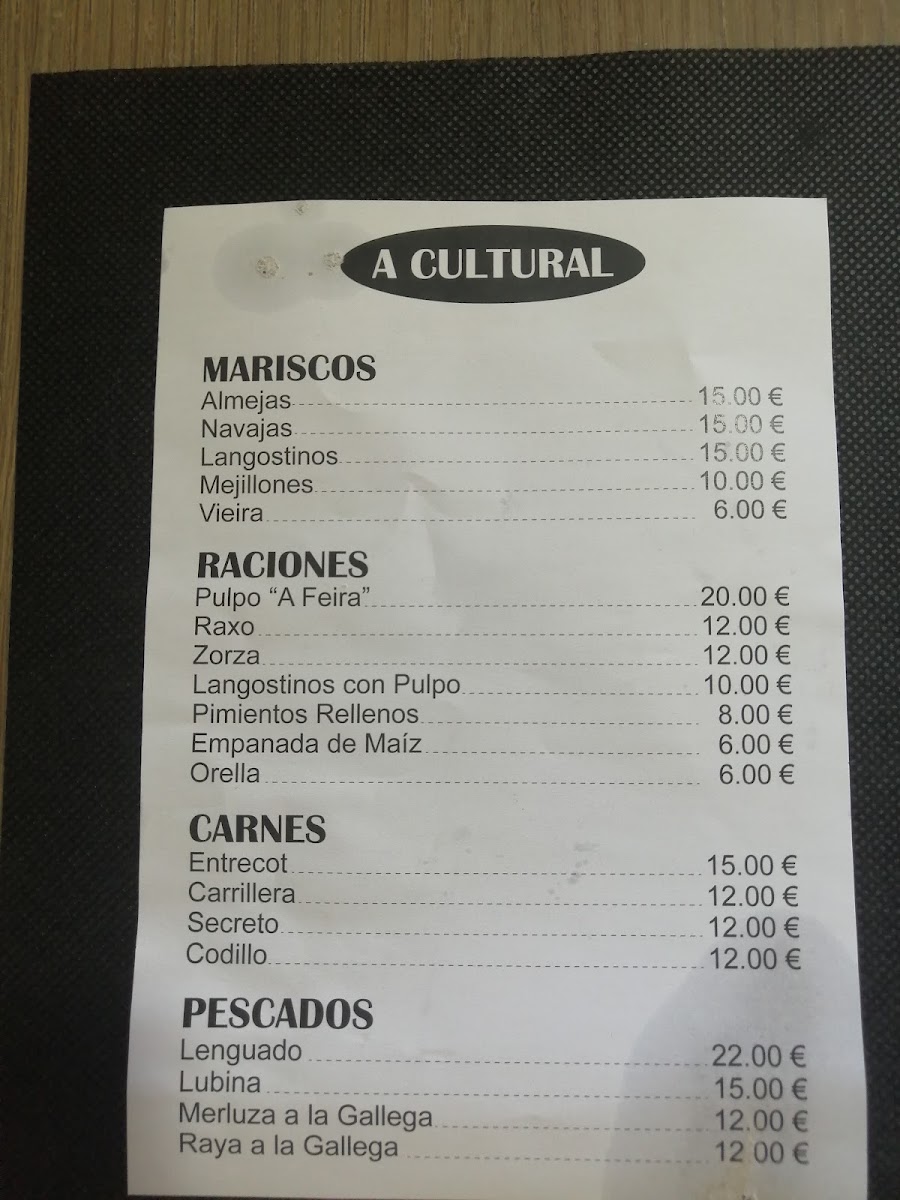 A CULTURAL
MARISCOS
Almejas 15.00 €
Navajas 15.00 €
Langostinos 15.00 €
Mejillones 10.00 €
Vieira 6.00 €
RACIONES
Pulpo “A Feira” 20.00 €
Raxo 12.00 €
Zorza 12.00 €
Langostinos con Pulpo 10.00 €
Pimientos Rellenos 8.00 €
Empanada de Maíz 6.00 €
Orella 6.00 €
CARNES
Entrecot 15.00 €
Carrillera 12.00 €
Secreto 12.00 €
Codillo 12.00 €
PESCADOS
Lenguado 22.00 €
Lubina 15.00 €
Merluza a la Gallega 12.00 €
Raya a la Gallega 12 00 €